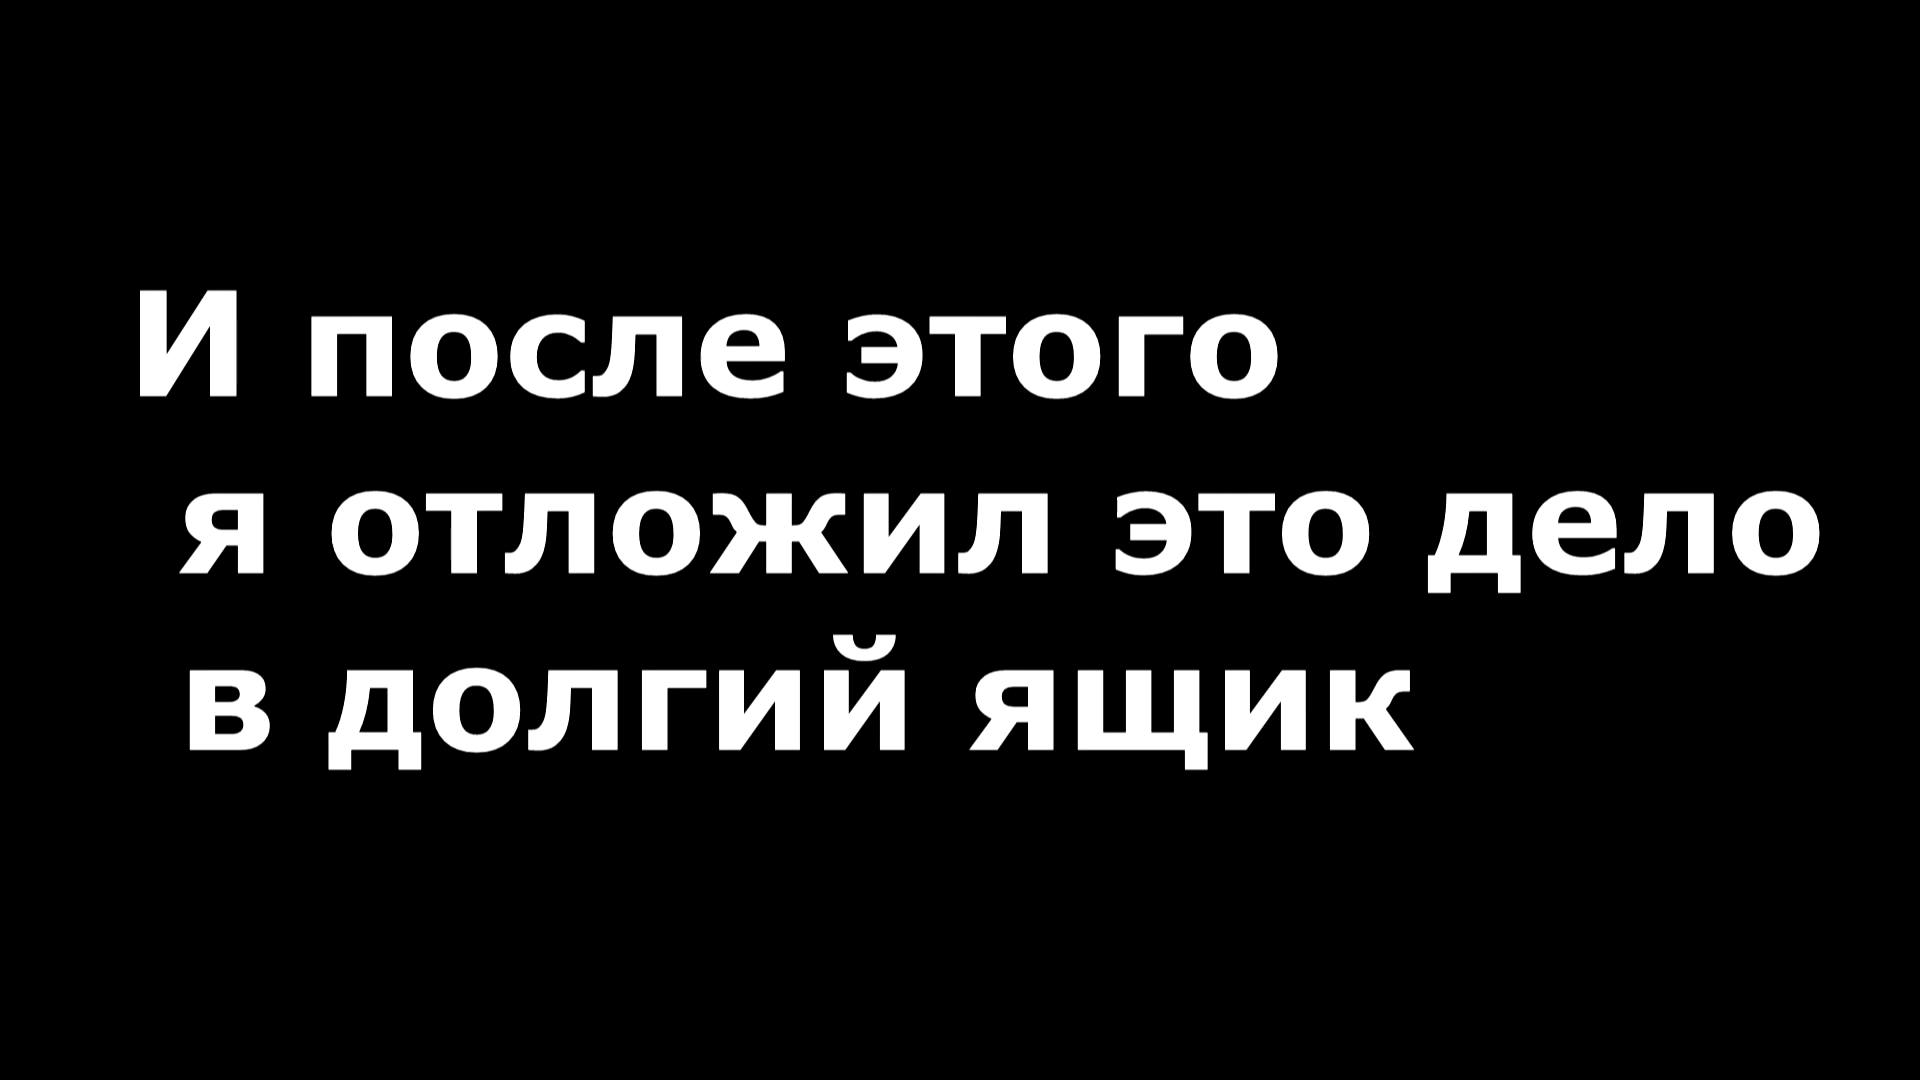 И после этого
я отложил это дело
в долгий ящик